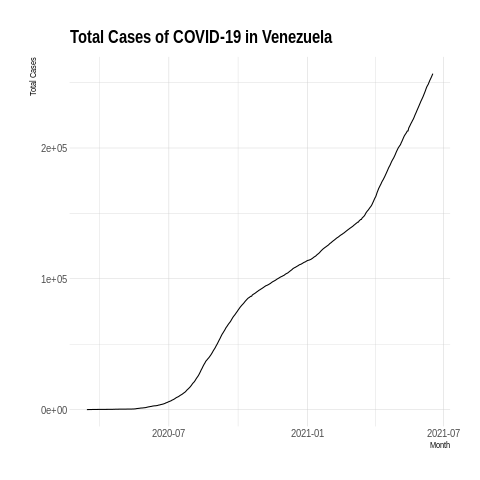 Total Cases of COVID-19 in Venezuela
Total Cases
2e+05
1e+05
0e+00
2020-07
2021-01
2021-07
Month